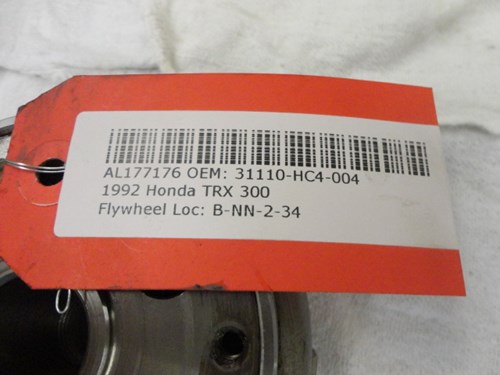 AL177176 OEM: 31110-HC4-004
1992 Honda TRX 300
Flywheel Loc: B-NN-2-34